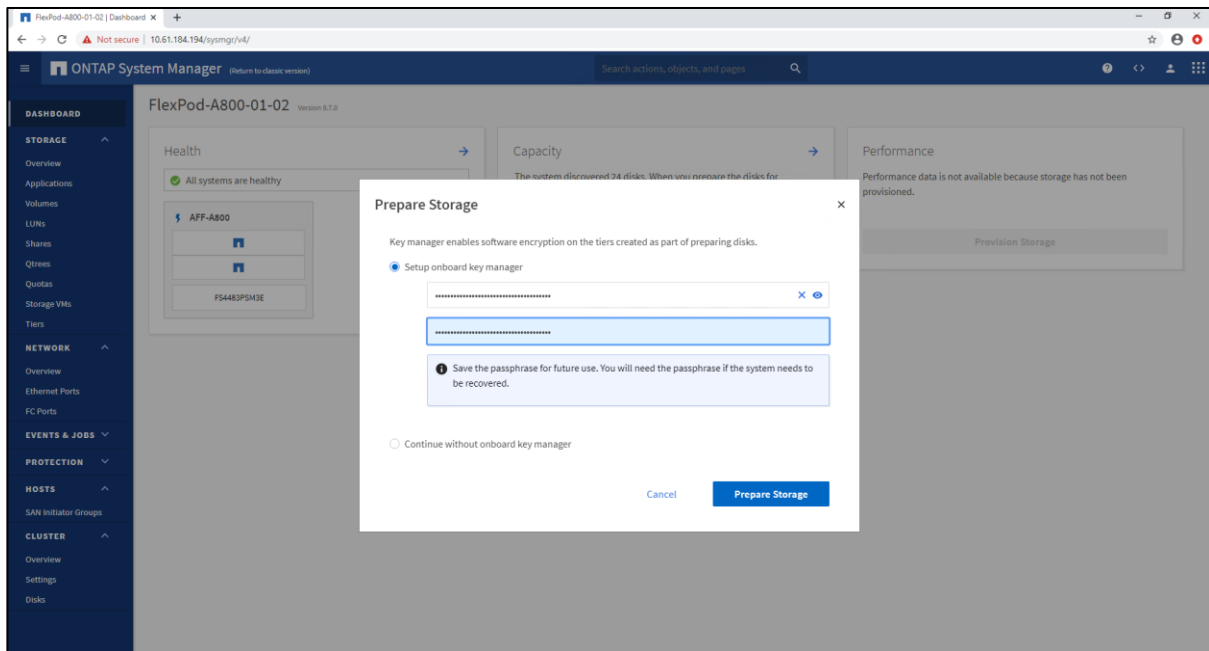 FlexPod-A800-01-02 | Dashboard
Not secure | 10.61.184.194/sysmgr/v4/
ONTAP System Manager (Return to classic version)
Search actions, objects, and pages
DASHBOARD
STORAGE
Overview
Applications
Volumes
LUNs
Shares
Qtrees
Quotas
Storage VMs
Tiers
NETWORK
Overview
Ethernet Ports
FC Ports
EVENTS & JOBS
PROTECTION
HOSTS
SAN Initiator Groups
CLUSTER
Overview
Settings
Disks
FlexPod-A800-01-02 Version 9.7.0
Health
All systems are healthy
AFF-A800
FS4483PSM3E
Capacity
The system discovered 24 disks. When you prepare the disks for
Performance
Performance data is not available because storage has not been
provisioned.
Provision Storage
Prepare Storage
Key manager enables software encryption on the tiers created as part of preparing disks.
Setup onboard key manager
Save the passphrase for future use. You will need the passphrase if the system needs to
be recovered.
Continue without onboard key manager
Cancel
Prepare Storage